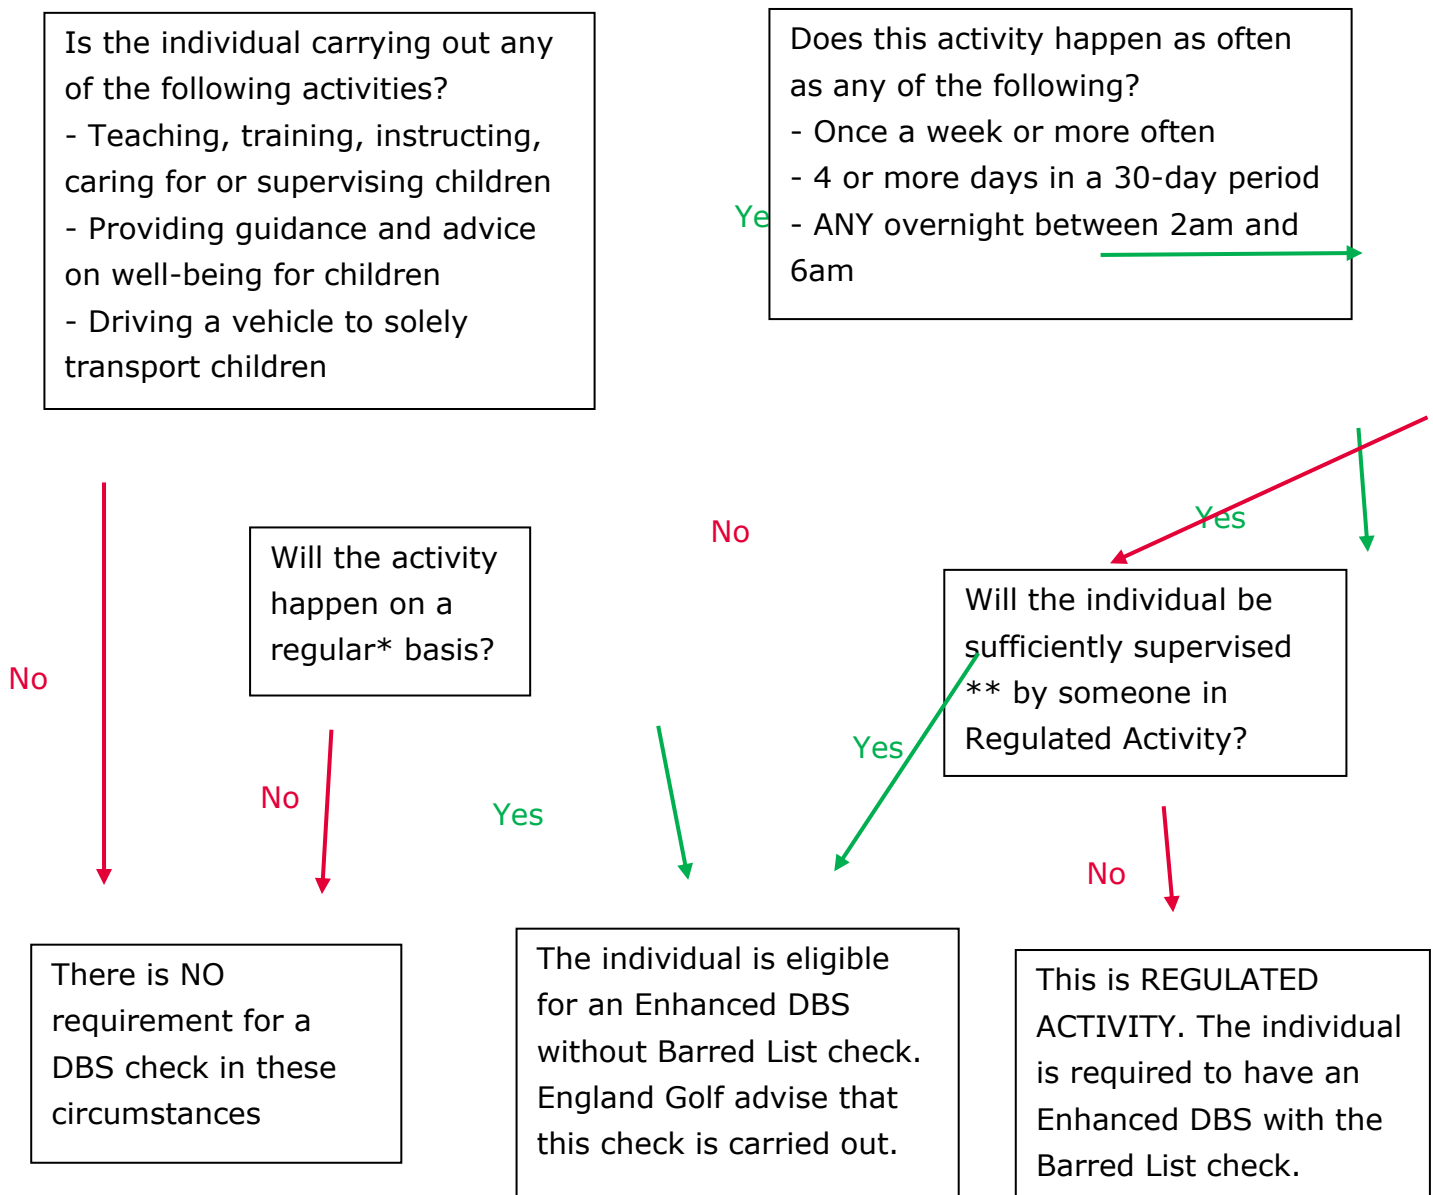 Is the individual carrying out any
of the following activities?
- Teaching, training, instructing,
caring for or supervising children
- Providing guidance and advice
on well-being for children
- Driving a vehicle to solely
transport children
Ye
Does this activity happen as often
as any of the following?
- Once a week or more often
- 4 or more days in a 30-day period
- ANY overnight between 2am and
6am
No
Will the activity
happen on a
regular* basis?
No
Yes
No
Yes
Will the individual be
sufficiently supervised
** by someone in
Regulated Activity?
Yes
No
There is NO
requirement for a
DBS check in these
circumstances
The individual is eligible
for an Enhanced DBS
without Barred List check.
England Golf advise that
this check is carried out.
This is REGULATED
ACTIVITY. The individual
is required to have an
Enhanced DBS with the
Barred List check.